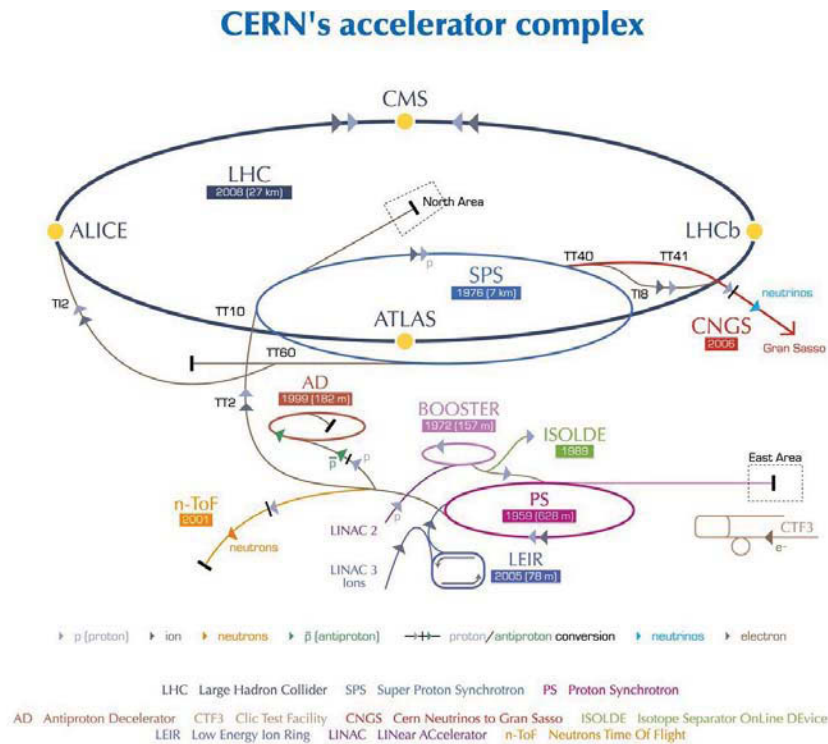 CERN's accelerator complex
CMS
LHC
2008 (27 km)
North Area
ALICE
LHCb
TT40
TT41
SPS
1976 (7 km)
TI8
neutrinos
TI2
TT10
ATLAS
CNGS
2006
Gran Sasso
TT60
AD
1999 (182 m)
TT2
BOOSTER
1972 (157 m)
ISOLDE
1989
p
p̅
p
East Area
n-ToF
2001
LINAC 2
p
PS
1959 (628 m)
CTF3
e-
neutrons
LINAC 3
Ions
LEIR
2005 (78 m)
p (proton) ion neutrons p̅ (antiproton) proton/antiproton conversion neutrinos electron
LHC Large Hadron Collider SPS Super Proton Synchrotron PS Proton Synchrotron
AD Antiproton Decelerator CTF3 Clic Test Facility CNGS Cern Neutrinos to Gran Sasso ISOLDE Isotope Separator OnLine DEvice
LEIR Low Energy Ion Ring LINAC LINear ACcelerator n-ToF Neutrons Time Of Flight